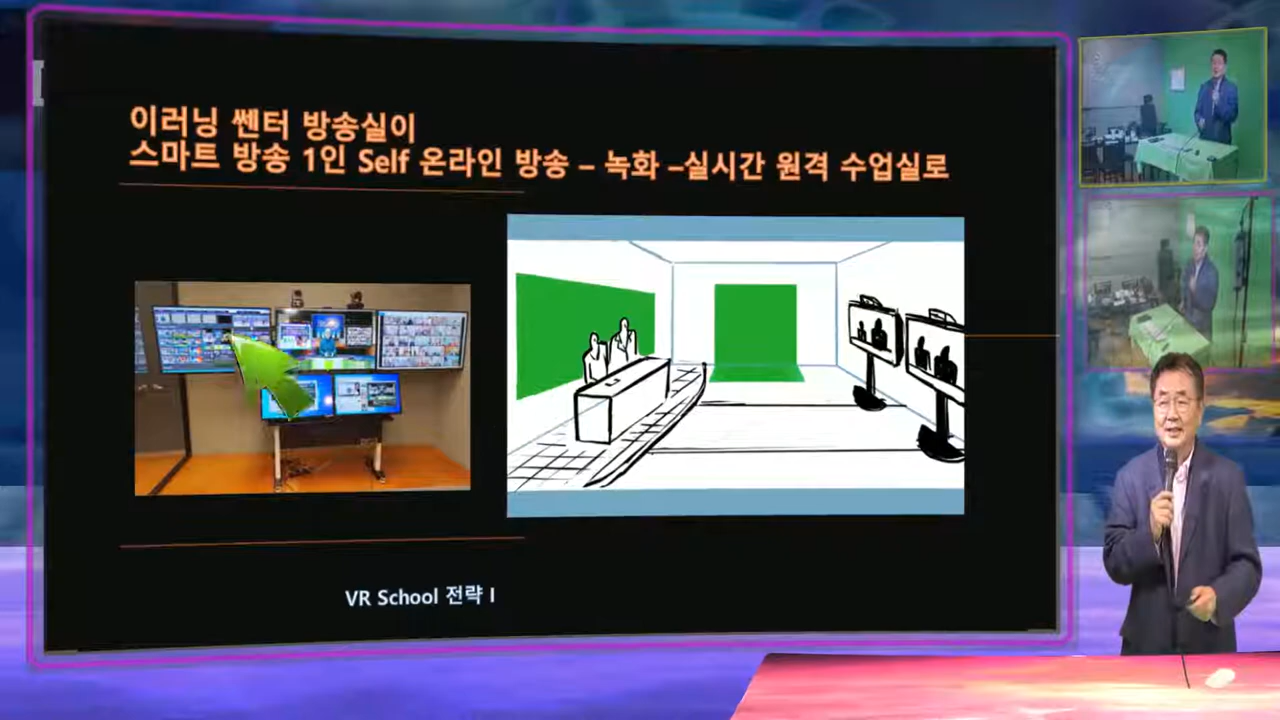 이러닝 쎈터 방송실이
스마트 방송 1인 Self 온라인 방송 – 녹화 –실시간 원격 수업실로
VR School 전략 I